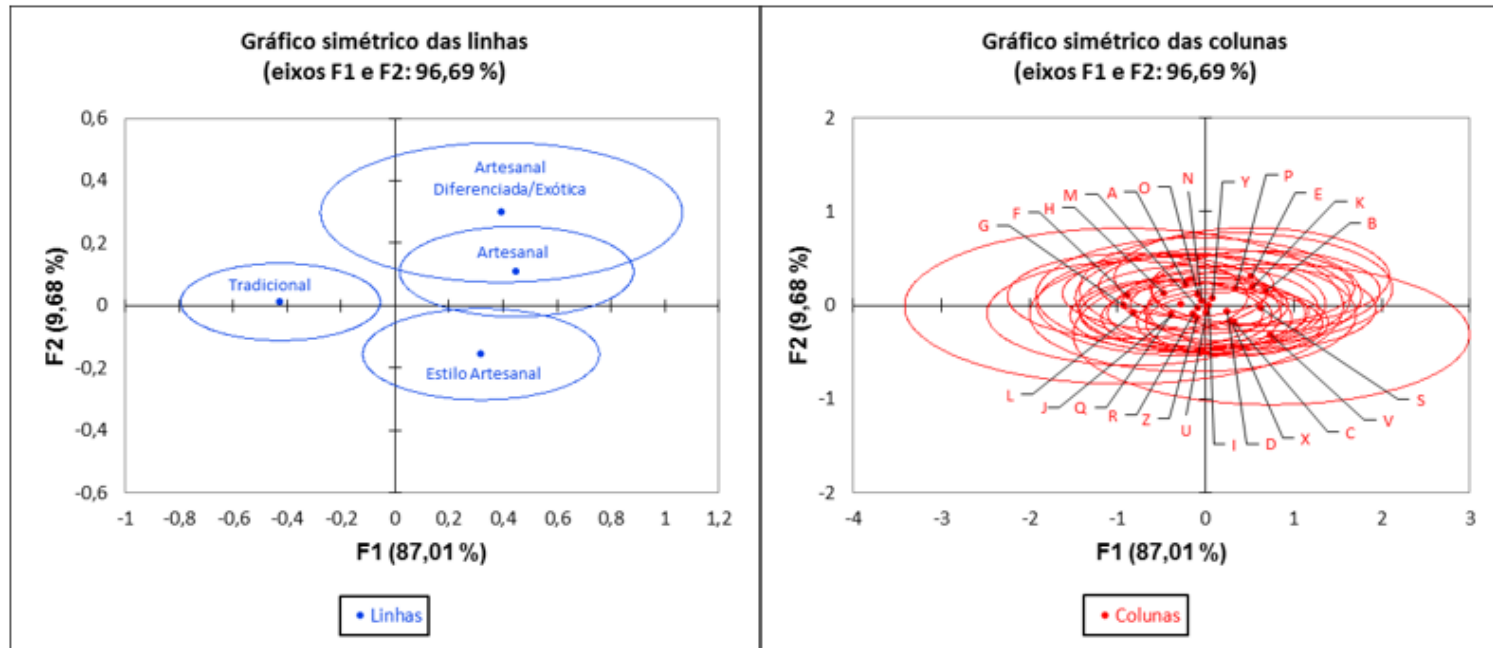 Gráfico simétrico das linhas
(eixos F1 e F2: 96,69 %)
0,6
0,4
0,2
0
-0,2
-0,4
-0,6
F2 (9,68 %)
Artesanal
Diferenciada/Exótica
Artesanal
Tradicional
Estilo Artesanal
-1 -0,8 -0,6 -0,4 -0,2 0 0,2 0,4 0,6 0,8 1 1,2
F1 (87,01 %)
Linhas
Gráfico simétrico das colunas
(eixos F1 e F2: 96,69 %)
2
1
0
-1
-2
F2 (9,68 %)
G F H M A O N Y P E K B
L J Q R Z U I D X C V S
-4 -3 -2 -1 0 1 2 3
F1 (87,01 %)
Colunas